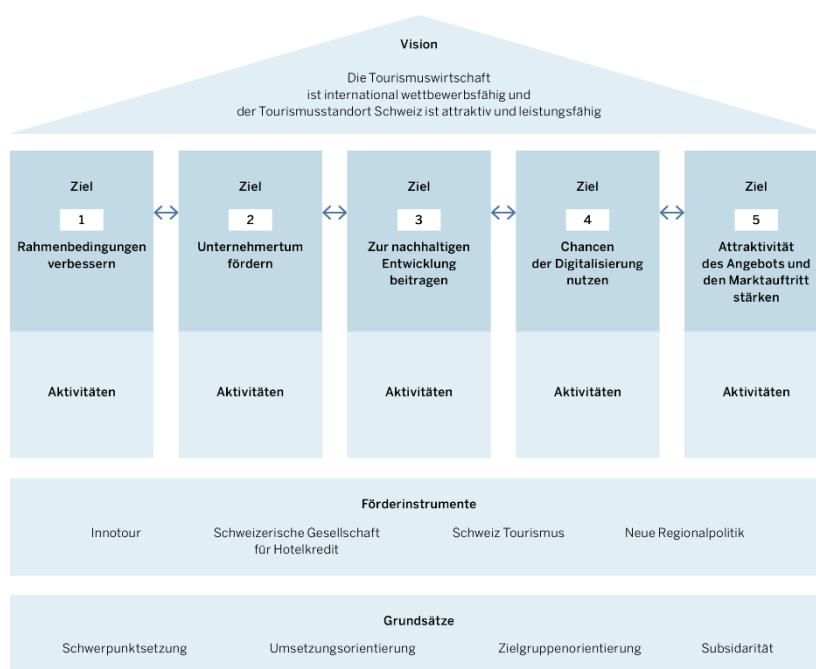 Vision
Die Tourismuswirtschaft
ist international wettbewerbsfähig und
der Tourismusstandort Schweiz ist attraktiv und leistungsfähig
Ziel
1
Rahmenbedingungen
verbessern
Ziel
2
Unternehmertum
fördern
Ziel
3
Zur nachhaltigen
Entwicklung
beitragen
Ziel
4
Chancen
der Digitalisierung
nutzen
Ziel
5
Attraktivität
des Angebots und
den Marktauftritt
stärken
Aktivitäten
Aktivitäten
Aktivitäten
Aktivitäten
Aktivitäten
Förderinstrumente
Innotour
Schweizerische Gesellschaft
für Hotelkredit
Schweiz Tourismus
Neue Regionalpolitik
Grundsätze
Schwerpunktsetzung
Umsetzungsorientierung
Zielgruppenorientierung
Subsidarität